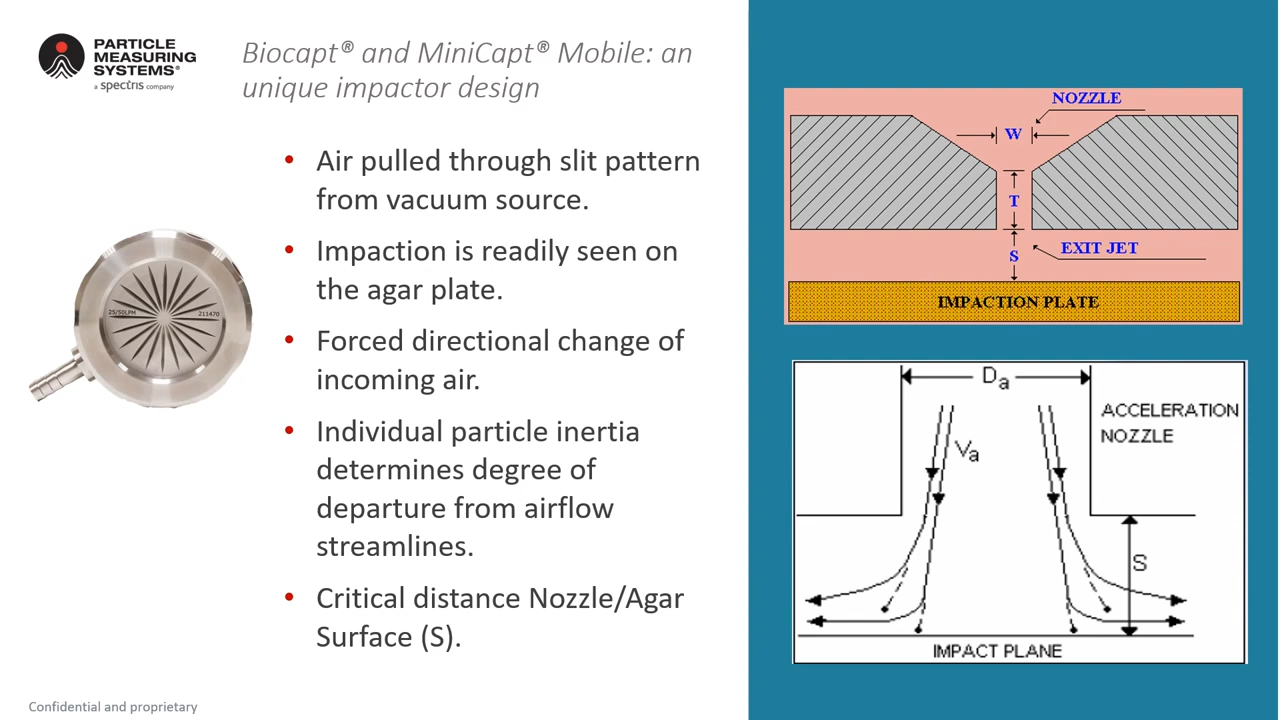 PARTICLE
MEASURING
SYSTEMS®
a spectris company
Biocapt® and MiniCapt® Mobile: an
unique impactor design
• Air pulled through slit pattern
from vacuum source.
• Impaction is readily seen on
the agar plate.
• Forced directional change of
incoming air.
• Individual particle inertia
determines degree of
departure from airflow
streamlines.
• Critical distance Nozzle/Agar
Surface (S).
25/50LPM
211470
NOZZLE
W
T
S
EXIT JET
IMPACTION PLATE
Da
ACCELERATION
NOZZLE
Va
S
IMPACT PLANE
Confidential and proprietary